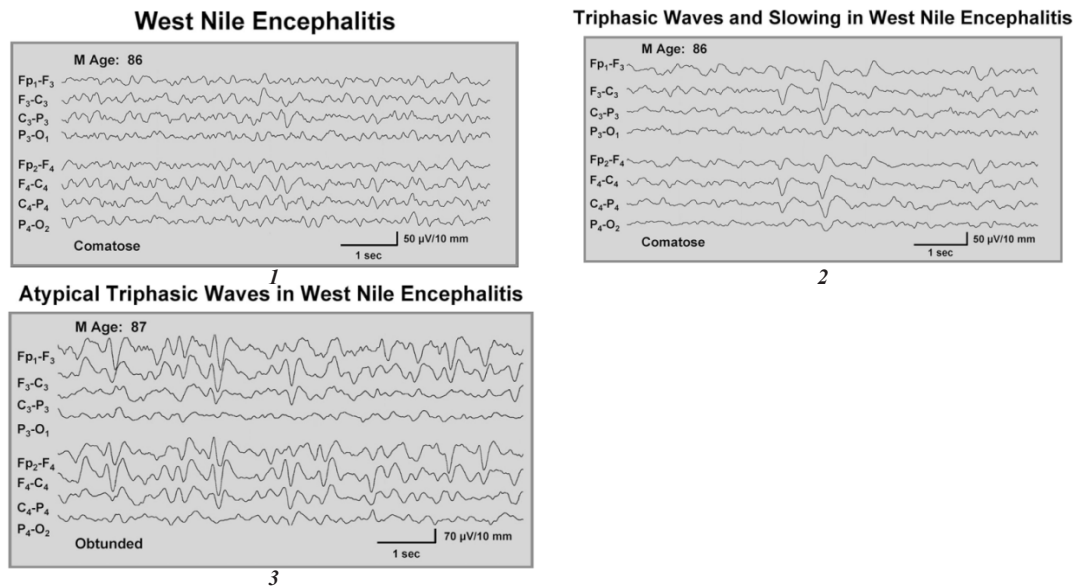 West Nile Encephalitis
M Age: 86
Fp₁-F₃
F₃-C₃
C₃-P₃
P₃-O₁
Fp₂-F₄
F₄-C₄
C₄-P₄
P₄-O₂
Comatose
50 µV/10 mm
1 sec
1
Triphasic Waves and Slowing in West Nile Encephalitis
M Age: 86
Fp₁-F₃
F₃-C₃
C₃-P₃
P₃-O₁
Fp₂-F₄
F₄-C₄
C₄-P₄
P₄-O₂
Comatose
50 µV/10 mm
1 sec
2
Atypical Triphasic Waves in West Nile Encephalitis
M Age: 87
Fp₁-F₃
F₃-C₃
C₃-P₃
P₃-O₁
Fp₂-F₄
F₄-C₄
C₄-P₄
P₄-O₂
Obtunded
70 µV/10 mm
1 sec
3